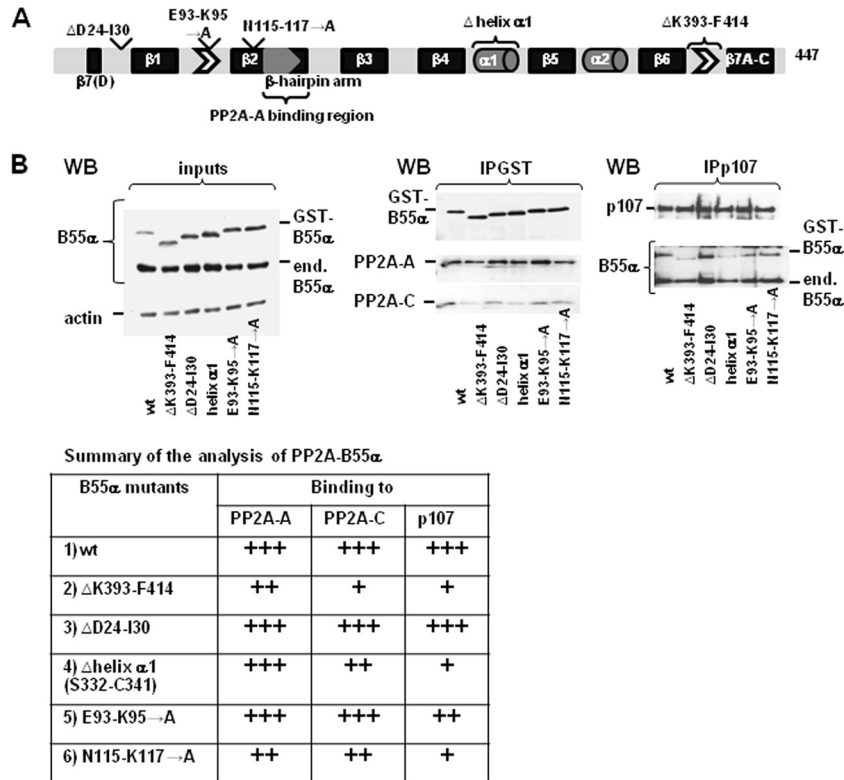 A
ΔD24-I30
E93-K95
→A
N115-117→A
Δ helix α1
ΔK393-F414
β1
β2
β3
β4
α1
β5
α2
β6
β7A-C
447
β7(D)
β-hairpin arm
PP2A-A binding region
B
WB
inputs
B55α
GST-
B55α
end.
B55α
actin
wt
ΔK393-F414
ΔD24-I30
helix α1
E93-K95→A
N115-K117→A
WB
IPGST
GST-
B55α
PP2A-A
PP2A-C
wt
ΔK393-F414
ΔD24-I30
helix α1
E93-K95→A
N115-K117→A
WB
IPp107
p107
B55α
GST-
B55α
end.
B55α
wt
ΔK393-F414
ΔD24-I30
helix α1
E93-K95→A
N115-K117→A
Summary of the analysis of PP2A-B55α
B55α mutants
Binding to
PP2A-A PP2A-C p107
1) wt +++ +++ +++
2) ΔK393-F414 ++ + +
3) ΔD24-I30 +++ +++ +++
4) Δhelix α1
(S332-C341) +++ ++ +
5) E93-K95→A +++ +++ ++
6) N115-K117→A ++ ++ +